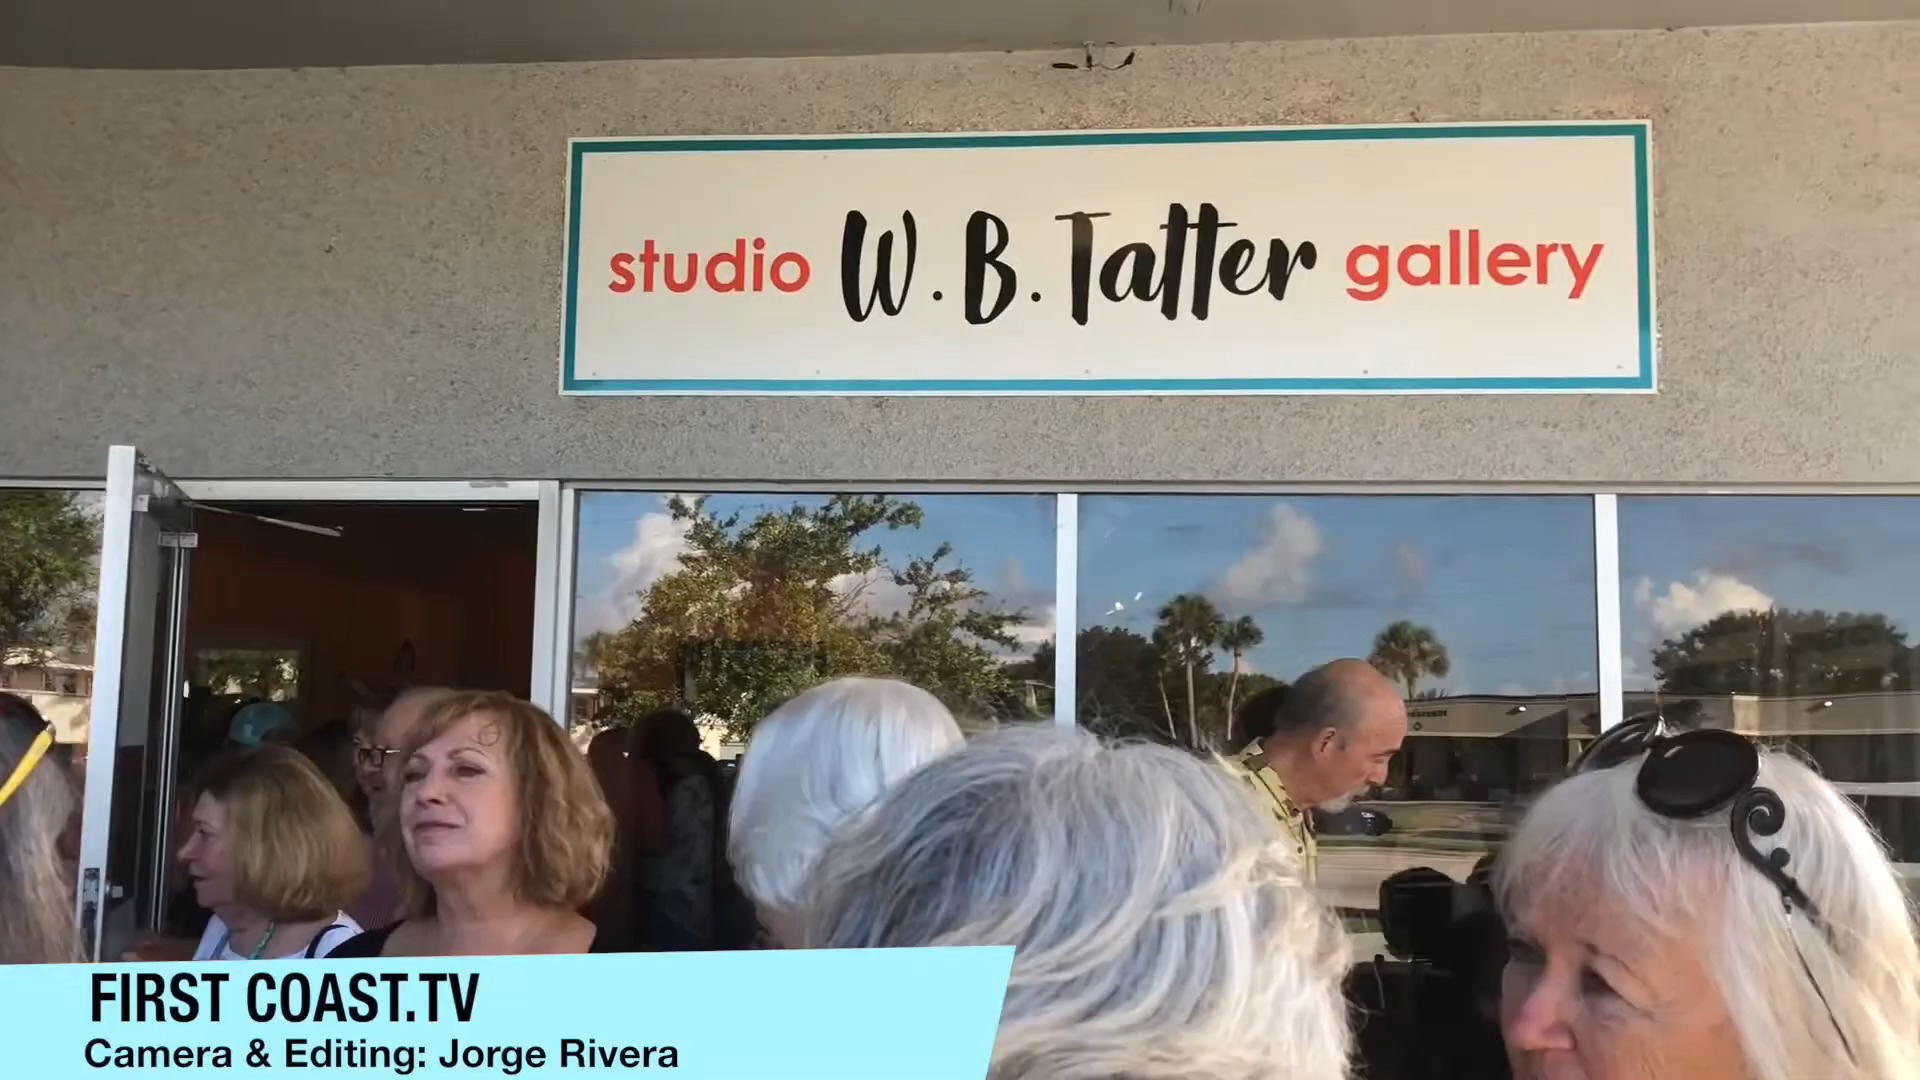 studio W.B. Tatter gallery
FIRST COAST.TV
Camera & Editing: Jorge Rivera